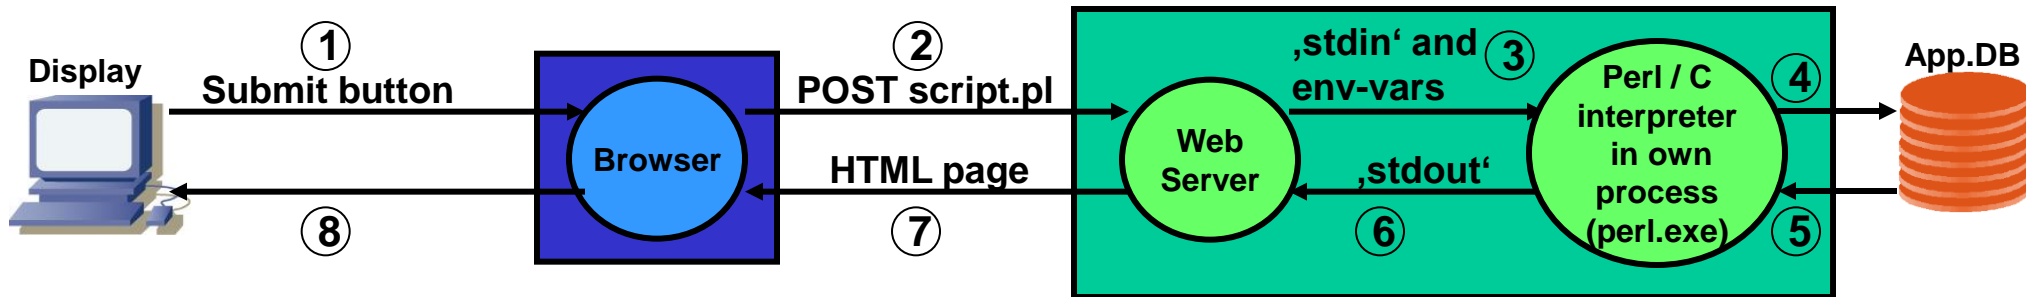 ①
②
‚stdin‘ and
③
Display
App.DB
Submit button
POST script.pl
env-vars
④
Perl / C
interpreter
in own
process
(perl.exe)
Browser
Web
Server
HTML page
‚stdout‘
⑧
⑦
⑥
⑤